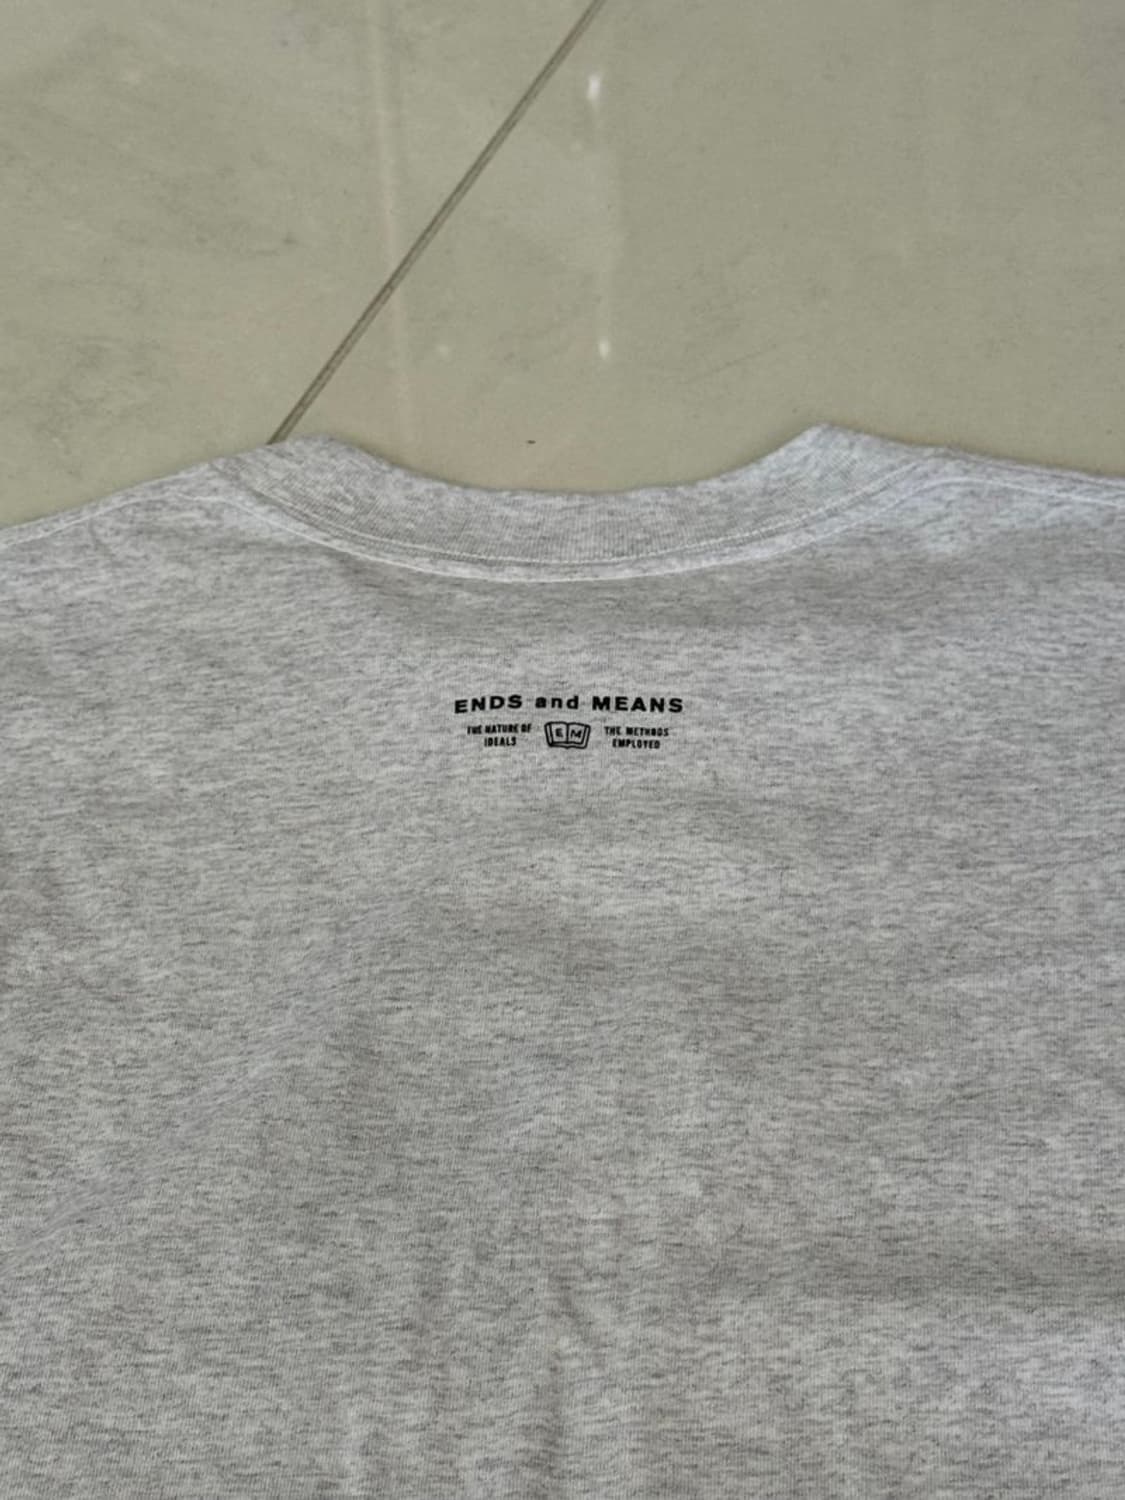 ENDS and MEANS
THE NATURE OF
IDEALS
E M
THE METHODS
EMPLOYED